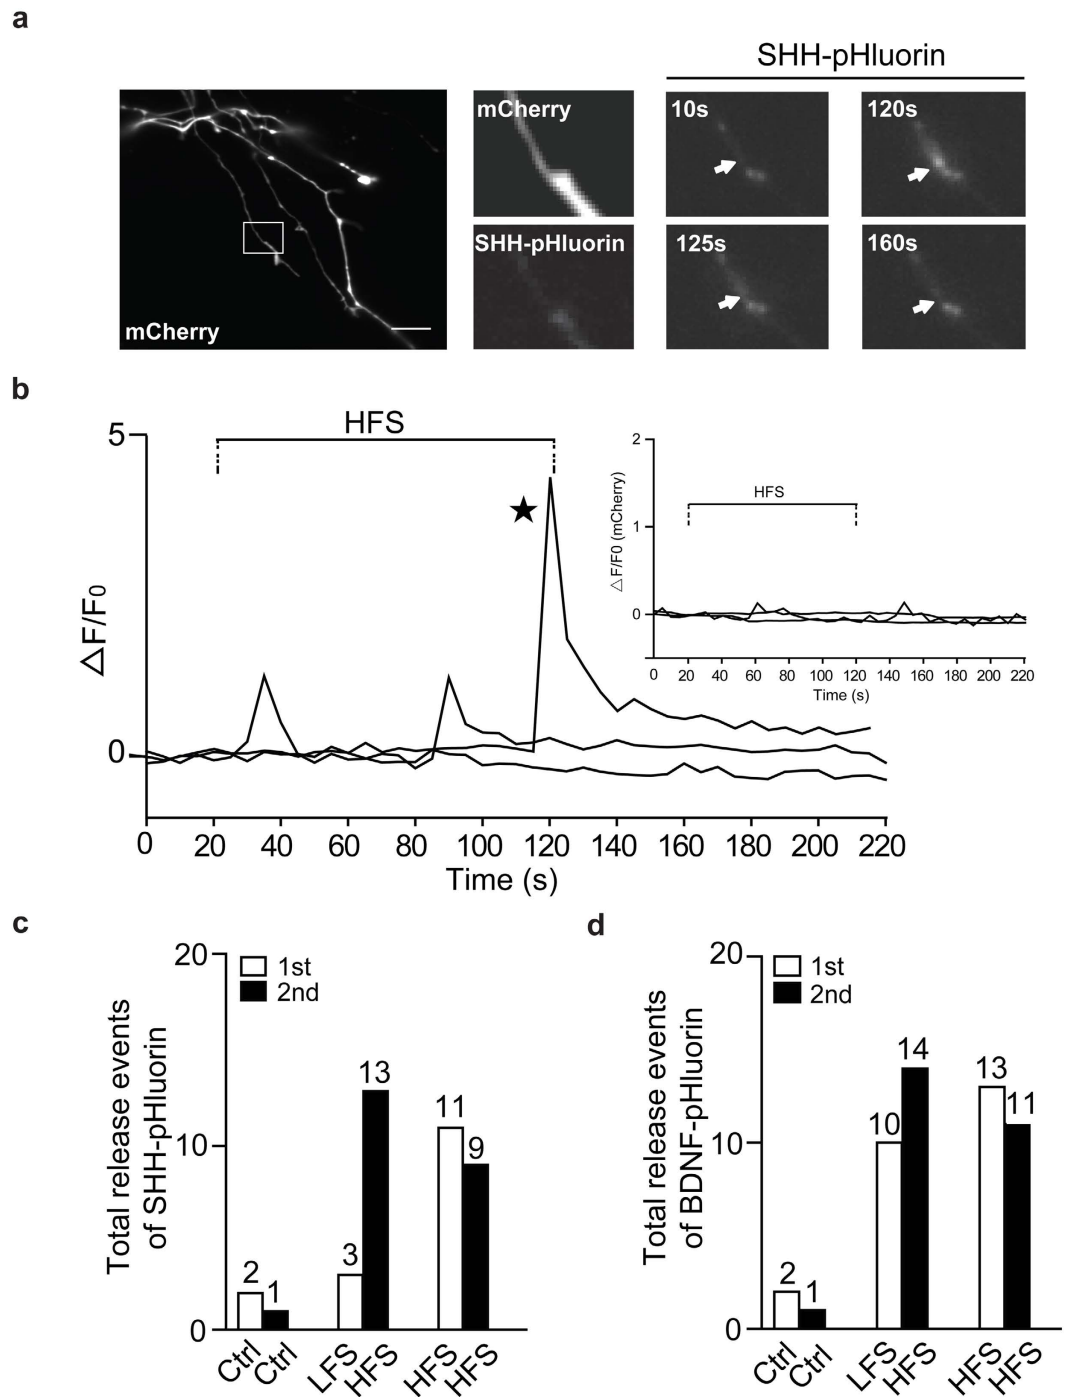 a
SHH-pHluorin
mCherry
mCherry
SHH-pHluorin
10s
120s
125s
160s
b
HFS
5
0
△F/F0
★
0 20 40 60 80 100 120 140 160 180 200 220
Time (s)
HFS
2
1
0
△F/F0 (mCherry)
0 20 40 60 80 100 120 140 160 180 200 220
Time (s)
c
Total release events
of SHH-pHluorin
20
10
0
1st
2nd
2
1
3
13
11
9
Ctrl
Ctrl
LFS
HFS
HFS
HFS
d
Total release events
of BDNF-pHluorin
20
10
0
1st
2nd
2
1
10
14
13
11
Ctrl
Ctrl
LFS
HFS
HFS
HFS